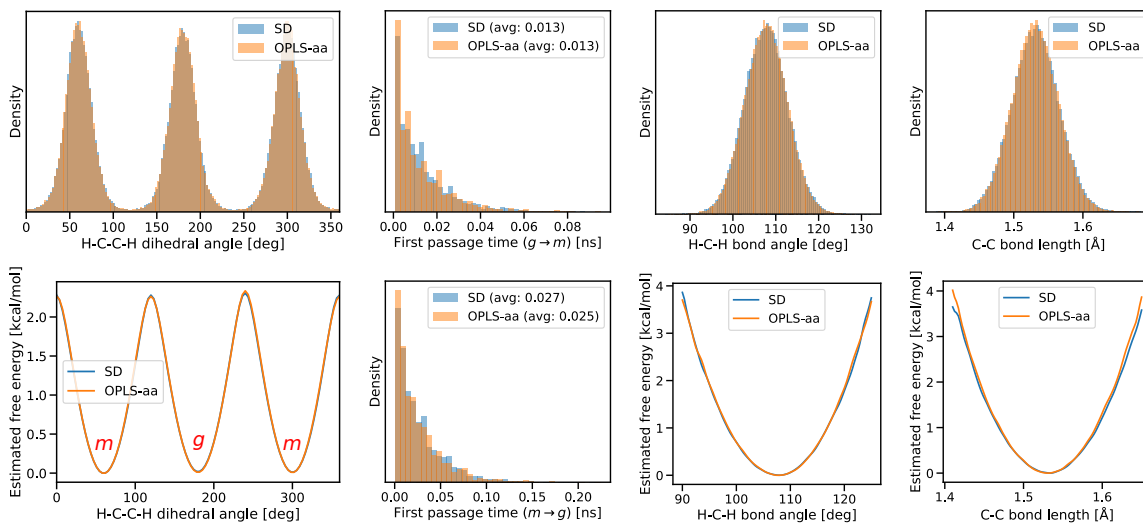 Density
SD
OPLS-aa
0 50 100 150 200 250 300 350
H-C-C-H dihedral angle [deg]
Density
SD (avg: 0.013)
OPLS-aa (avg: 0.013)
0.00 0.02 0.04 0.06 0.08
First passage time (g → m) [ns]
Density
SD
OPLS-aa
90 100 110 120 130
H-C-H bond angle [deg]
Density
SD
OPLS-aa
1.4 1.5 1.6
C-C bond length [Å]
Estimated free energy [kcal/mol]
2.0
1.5
1.0
0.5
0.0
SD
OPLS-aa
m g m
0 100 200 300
H-C-C-H dihedral angle [deg]
Density
SD (avg: 0.027)
OPLS-aa (avg: 0.025)
0.00 0.05 0.10 0.15 0.20
First passage time (m → g) [ns]
Estimated free energy [kcal/mol]
4
3
2
1
0
SD
OPLS-aa
90 100 110 120
H-C-H bond angle [deg]
Estimated free energy [kcal/mol]
4
3
2
1
0
SD
OPLS-aa
1.4 1.5 1.6
C-C bond length [Å]